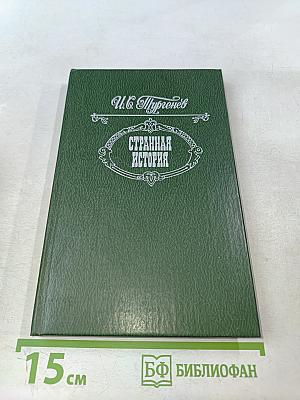 И.С. Тургенев
СТРАННАЯ
ИСТОРИЯ
15 см
БФ БИБЛИОФАН